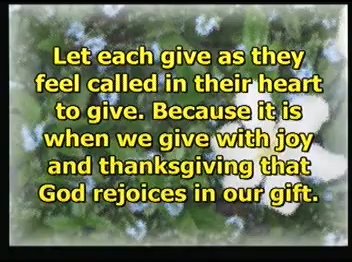 Let each give as they
feel called in their heart
to give. Because it is
when we give with joy
and thanksgiving that
God rejoices in our gift.